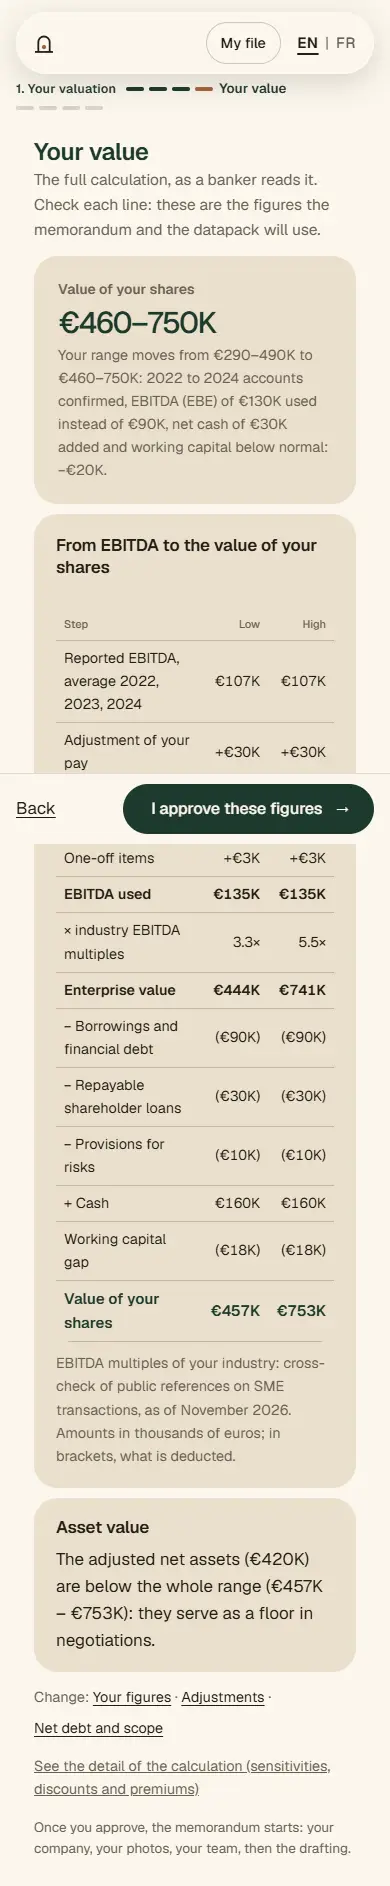 My file
EN | FR
1. Your valuation
Your value
Your value
The full calculation, as a banker reads it.
Check each line: these are the figures the
memorandum and the datapack will use.
Value of your shares
€460–750K
Your range moves from €290–490K to
€460–750K: 2022 to 2024 accounts
confirmed, EBITDA (EBE) of €130K used
instead of €90K, net cash of €30K
added and working capital below normal:
−€20K.
From EBITDA to the value of your
shares
Step Low High
Reported EBITDA,
average 2022, €107K €107K
2023, 2024
Adjustment of your
pay +€30K +€30K
Back
I approve these figures →
One-off items +€3K +€3K
EBITDA used €135K €135K
× industry EBITDA
multiples 3.3× 5.5×
Enterprise value €444K €741K
− Borrowings and
financial debt (€90K) (€90K)
− Repayable
shareholder loans (€30K) (€30K)
− Provisions for
risks (€10K) (€10K)
+ Cash €160K €160K
Working capital
gap (€18K) (€18K)
Value of your
shares €457K €753K
EBITDA multiples of your industry: cross-
check of public references on SME
transactions, as of November 2026.
Amounts in thousands of euros; in
brackets, what is deducted.
Asset value
The adjusted net assets (€420K)
are below the whole range (€457K
– €753K): they serve as a floor in
negotiations.
Change: Your figures · Adjustments ·
Net debt and scope
See the detail of the calculation (sensitivities,
discounts and premiums)
Once you approve, the memorandum starts: your
company, your photos, your team, then the drafting.